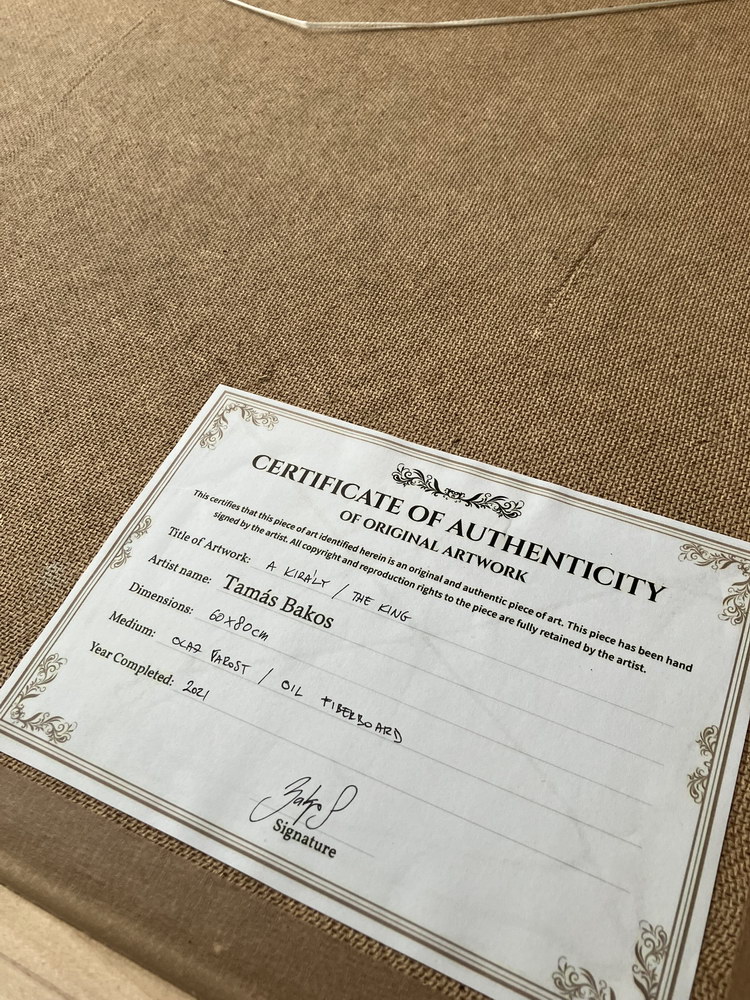 CERTIFICATE OF AUTHENTICITY
OF ORIGINAL ARTWORK
This certifies that this piece of art identified herein is an original and authentic piece of art. This piece has been hand
signed by the artist. All copyright and reproduction rights to the piece are fully retained by the artist.
Title of Artwork: A KIRÁLY / THE KING
Artist name: Tamás Bakos
Dimensions: 60x80cm
Medium: OLAJ FAROST / OIL FIBERBOARD
Year Completed: 2021
Signature